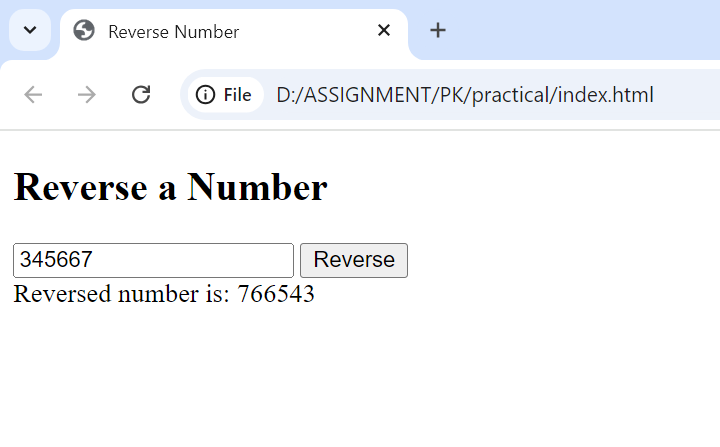 Reverse Number
File D:/ASSIGNMENT/PK/practical/index.html
Reverse a Number
345667 Reverse
Reversed number is: 766543